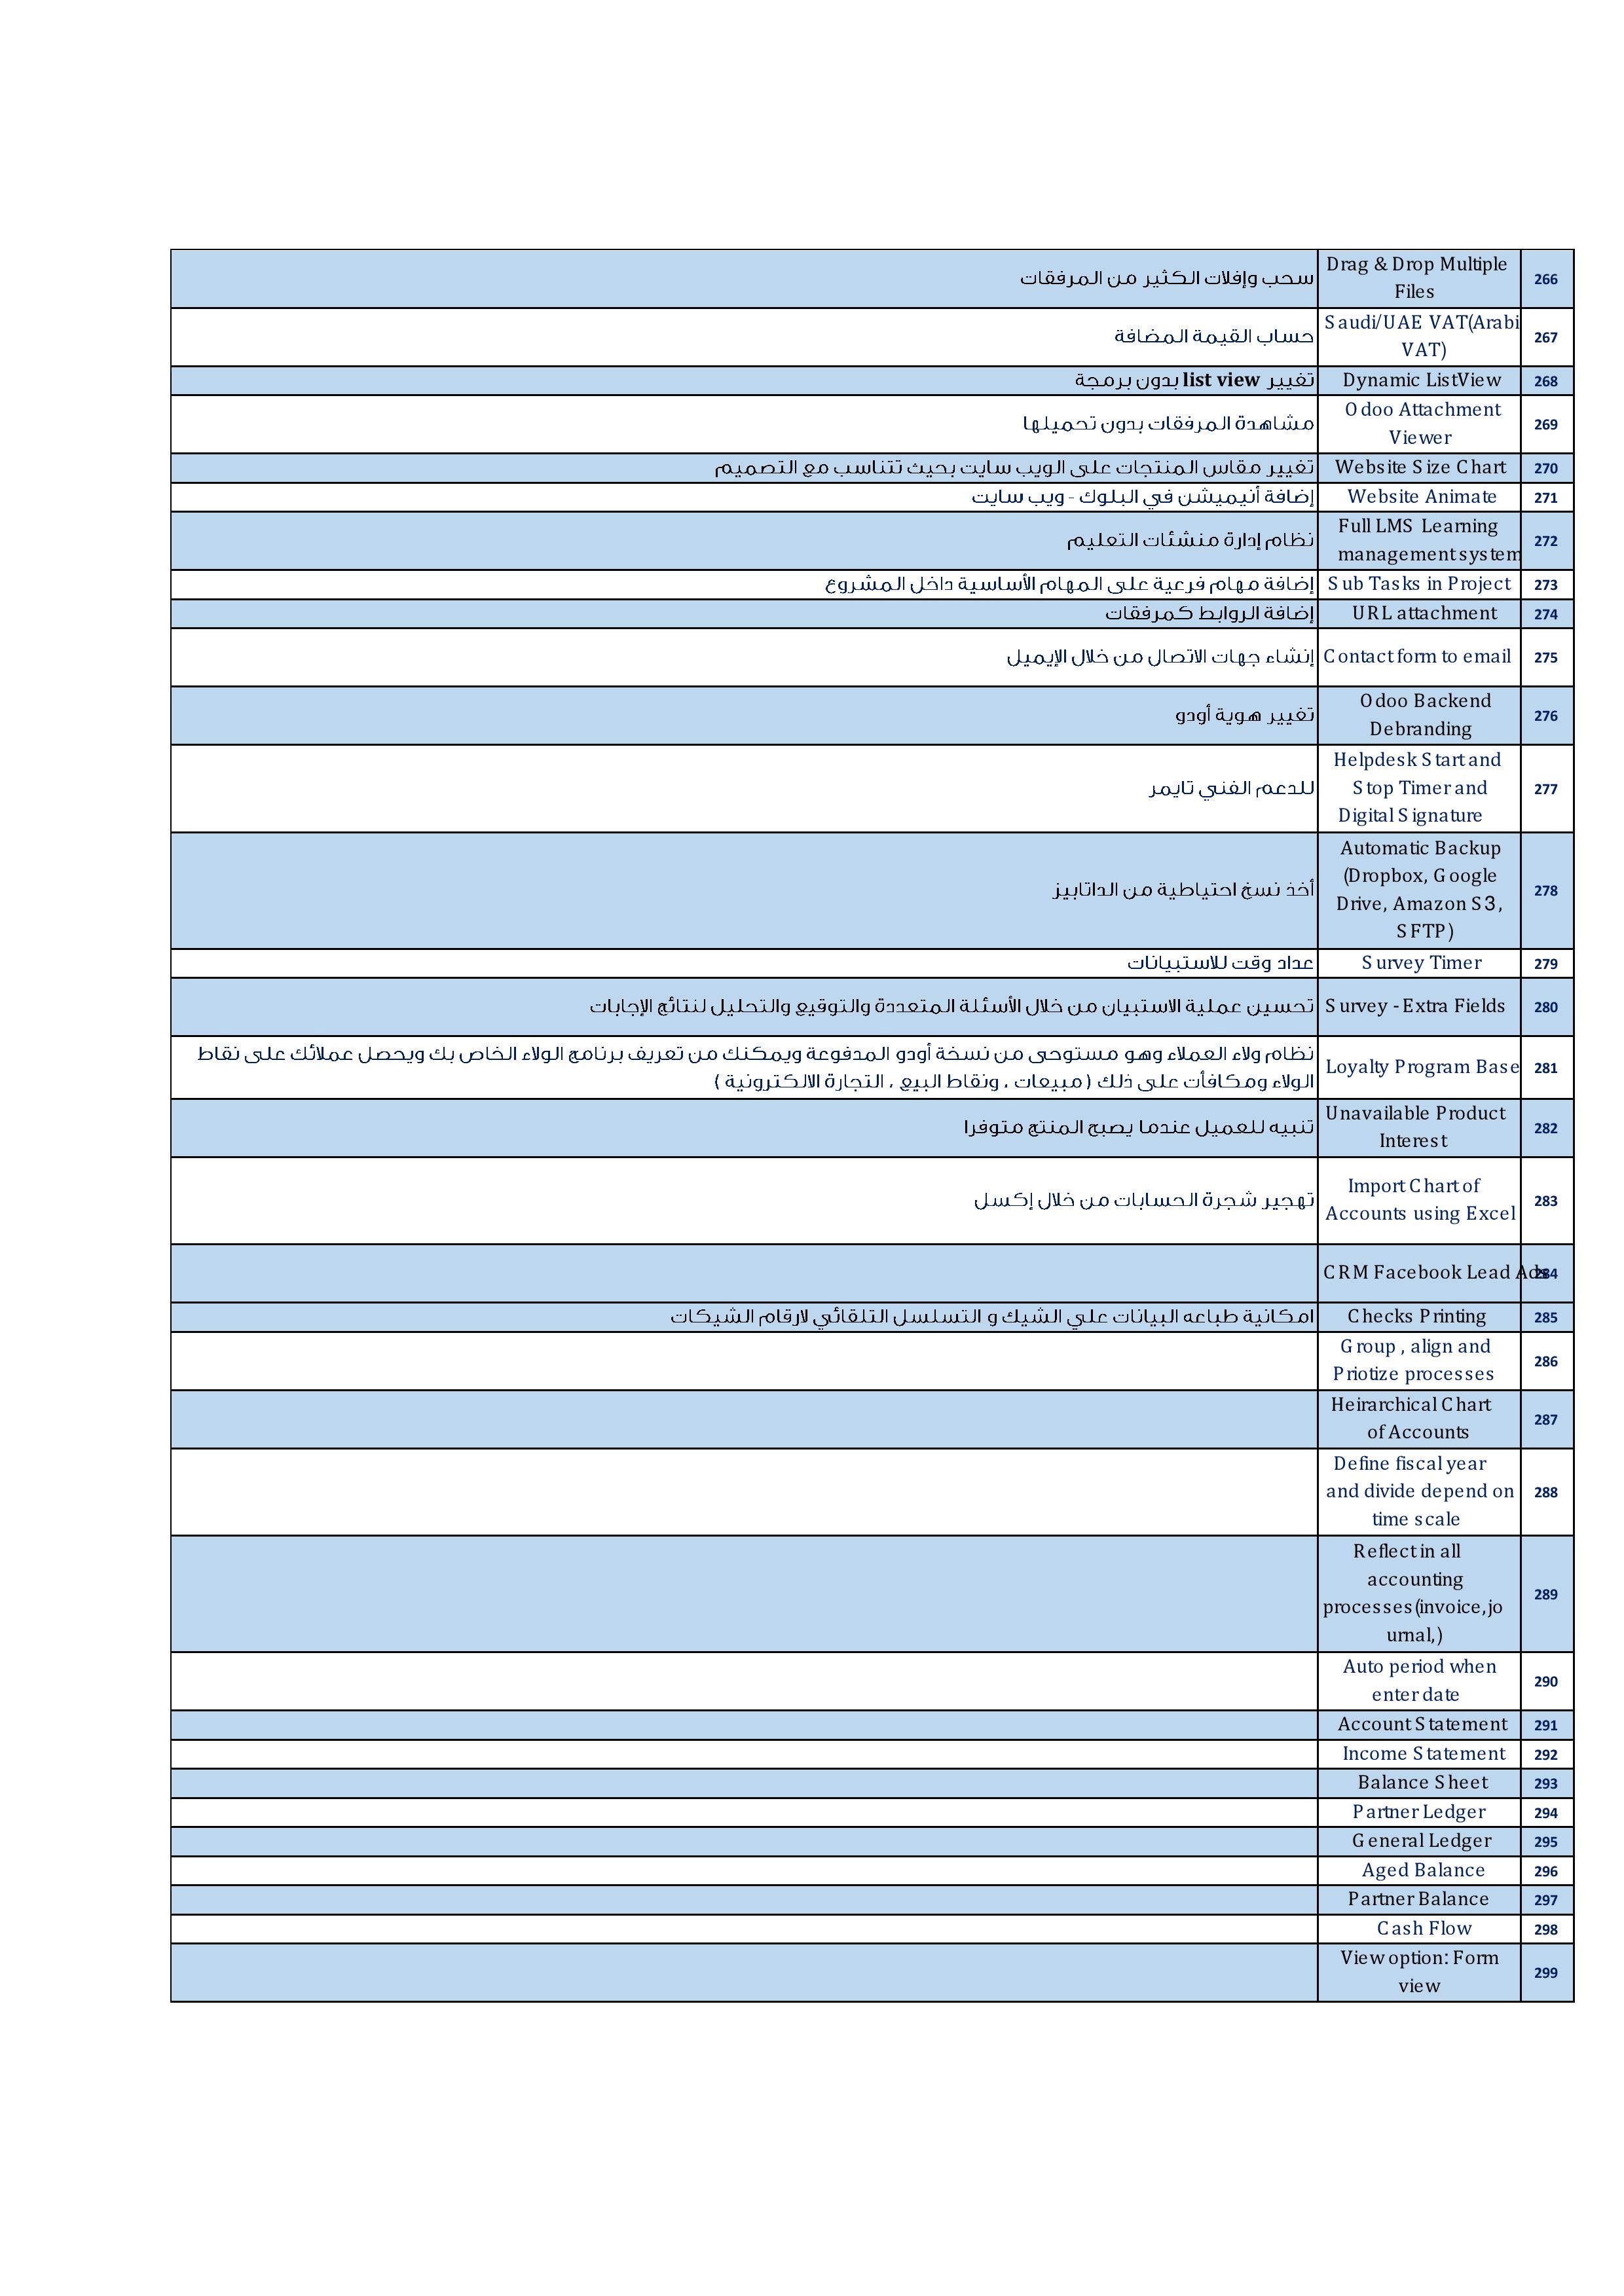 266 Drag & Drop Multiple سحب وإفلات الكثير من المرفقات
Files
267 Saudi/UAE VAT(Arabi حساب القيمة المضافة
VAT)
268 Dynamic ListView تغيير list view بدون برمجة
269 Odoo Attachment مشاهدة المرفقات بدون تحميلها
Viewer
270 Website Size Chart تغيير مقاس المنتجات على الويب سايت بحيث تتناسب مع التصميم
271 Website Animate إضافة أنيميشن في البلوك - ويب سايت
272 Full LMS Learning نظام إدارة منشئات التعليم
management system
273 Sub Tasks in Project إضافة مهام فرعية على المهام الأساسية داخل المشروع
274 URL attachment إضافة الروابط كمرفقات
275 Contact form to email إنشاء جهات الاتصال من خلال الإيميل
276 Odoo Backend تغيير هوية أودو
Debranding
277 Helpdesk Start and للدعم الفني تايمر
Stop Timer and
Digital Signature
278 Automatic Backup أخذ نسخ احتياطية من الداتابيز
(Dropbox, Google
Drive, Amazon S3,
SFTP)
279 Survey Timer عداد وقت للاستبيانات
280 Survey - Extra Fields تحسين عملية الاستبيان من خلال الأسئلة المتعددة والتوقيع والتحليل لنتائج الإجابات
281 Loyalty Program Base نظام ولاء العملاء وهو مستوحى من نسخة أودو المدفوعة ويمكنك من تعريف برنامج الولاء الخاص بك ويحصل عملائك على نقاط
الولاء ومكافأت على ذلك ( مبيعات ، ونقاط البيع ، التجارة الالكترونية )
282 Unavailable Product تنبيه للعميل عندما يصبح المنتج متوفرا
Interest
283 Import Chart of تهجير شجرة الحسابات من خلال إكسل
Accounts using Excel
284 CRM Facebook Lead Ads
285 Checks Printing امكانية طباعه البيانات علي الشيك و التسلسل التلقائي لارقام الشيكات
286 Group , align and
Priotize processes
287 Heirarchical Chart
of Accounts
288 Define fiscal year
and divide depend on
time scale
289 Reflect in all
accounting
processes(invoice,jo
urnal,)
290 Auto period when
enter date
291 Account Statement
292 Income Statement
293 Balance Sheet
294 Partner Ledger
295 General Ledger
296 Aged Balance
297 Partner Balance
298 Cash Flow
299 View option: Form
view